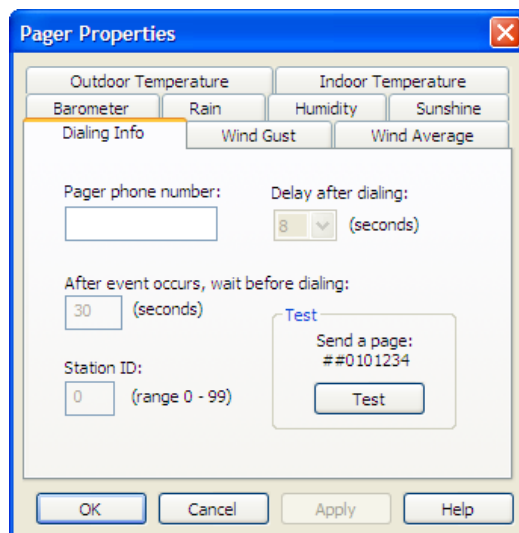 Pager Properties
Outdoor Temperature Indoor Temperature
Barometer Rain Humidity Sunshine
Dialing Info Wind Gust Wind Average
Pager phone number: Delay after dialing:
8 (seconds)
After event occurs, wait before dialing:
30 (seconds)
Test
Send a page:
##0101234
Station ID:
0 (range 0 - 99)
Test
OK Cancel Apply Help